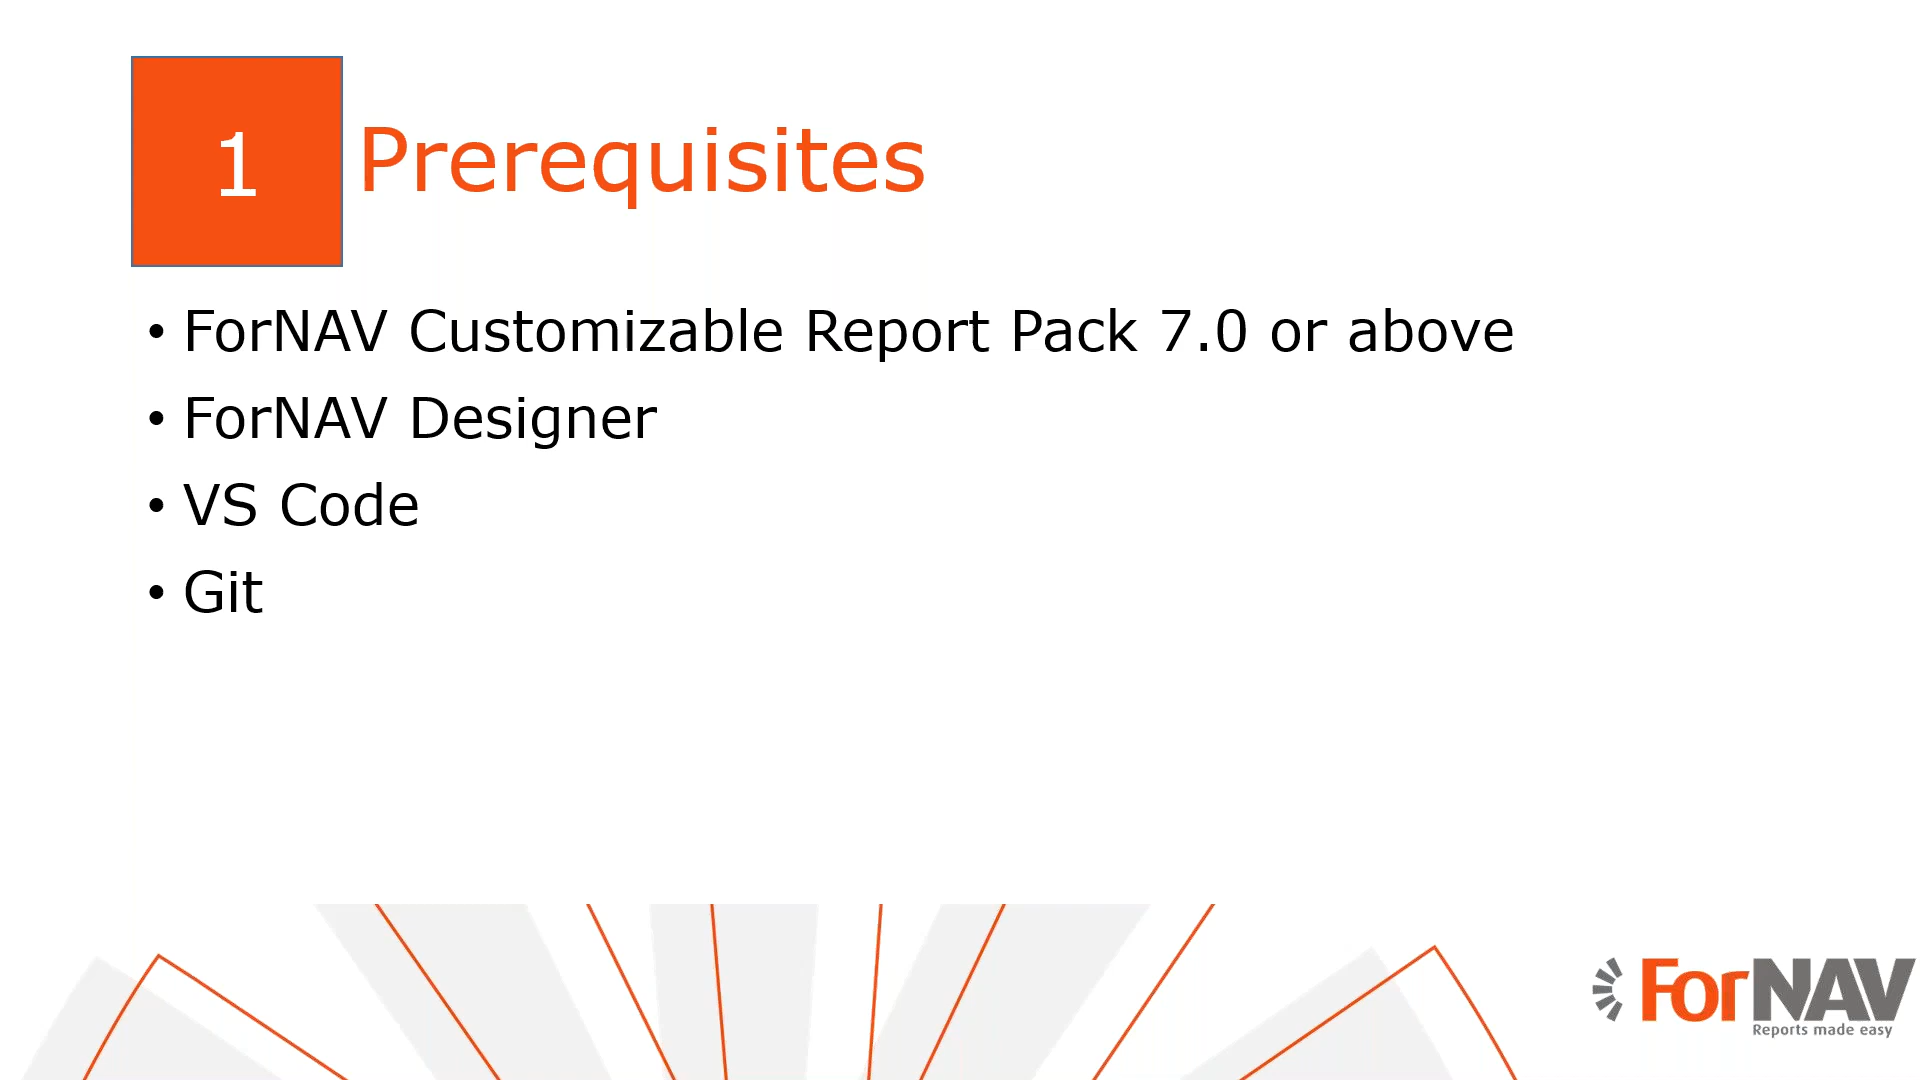 1
Prerequisites
• ForNAV Customizable Report Pack 7.0 or above
• ForNAV Designer
• VS Code
• Git
ForNAV
Reports made easy